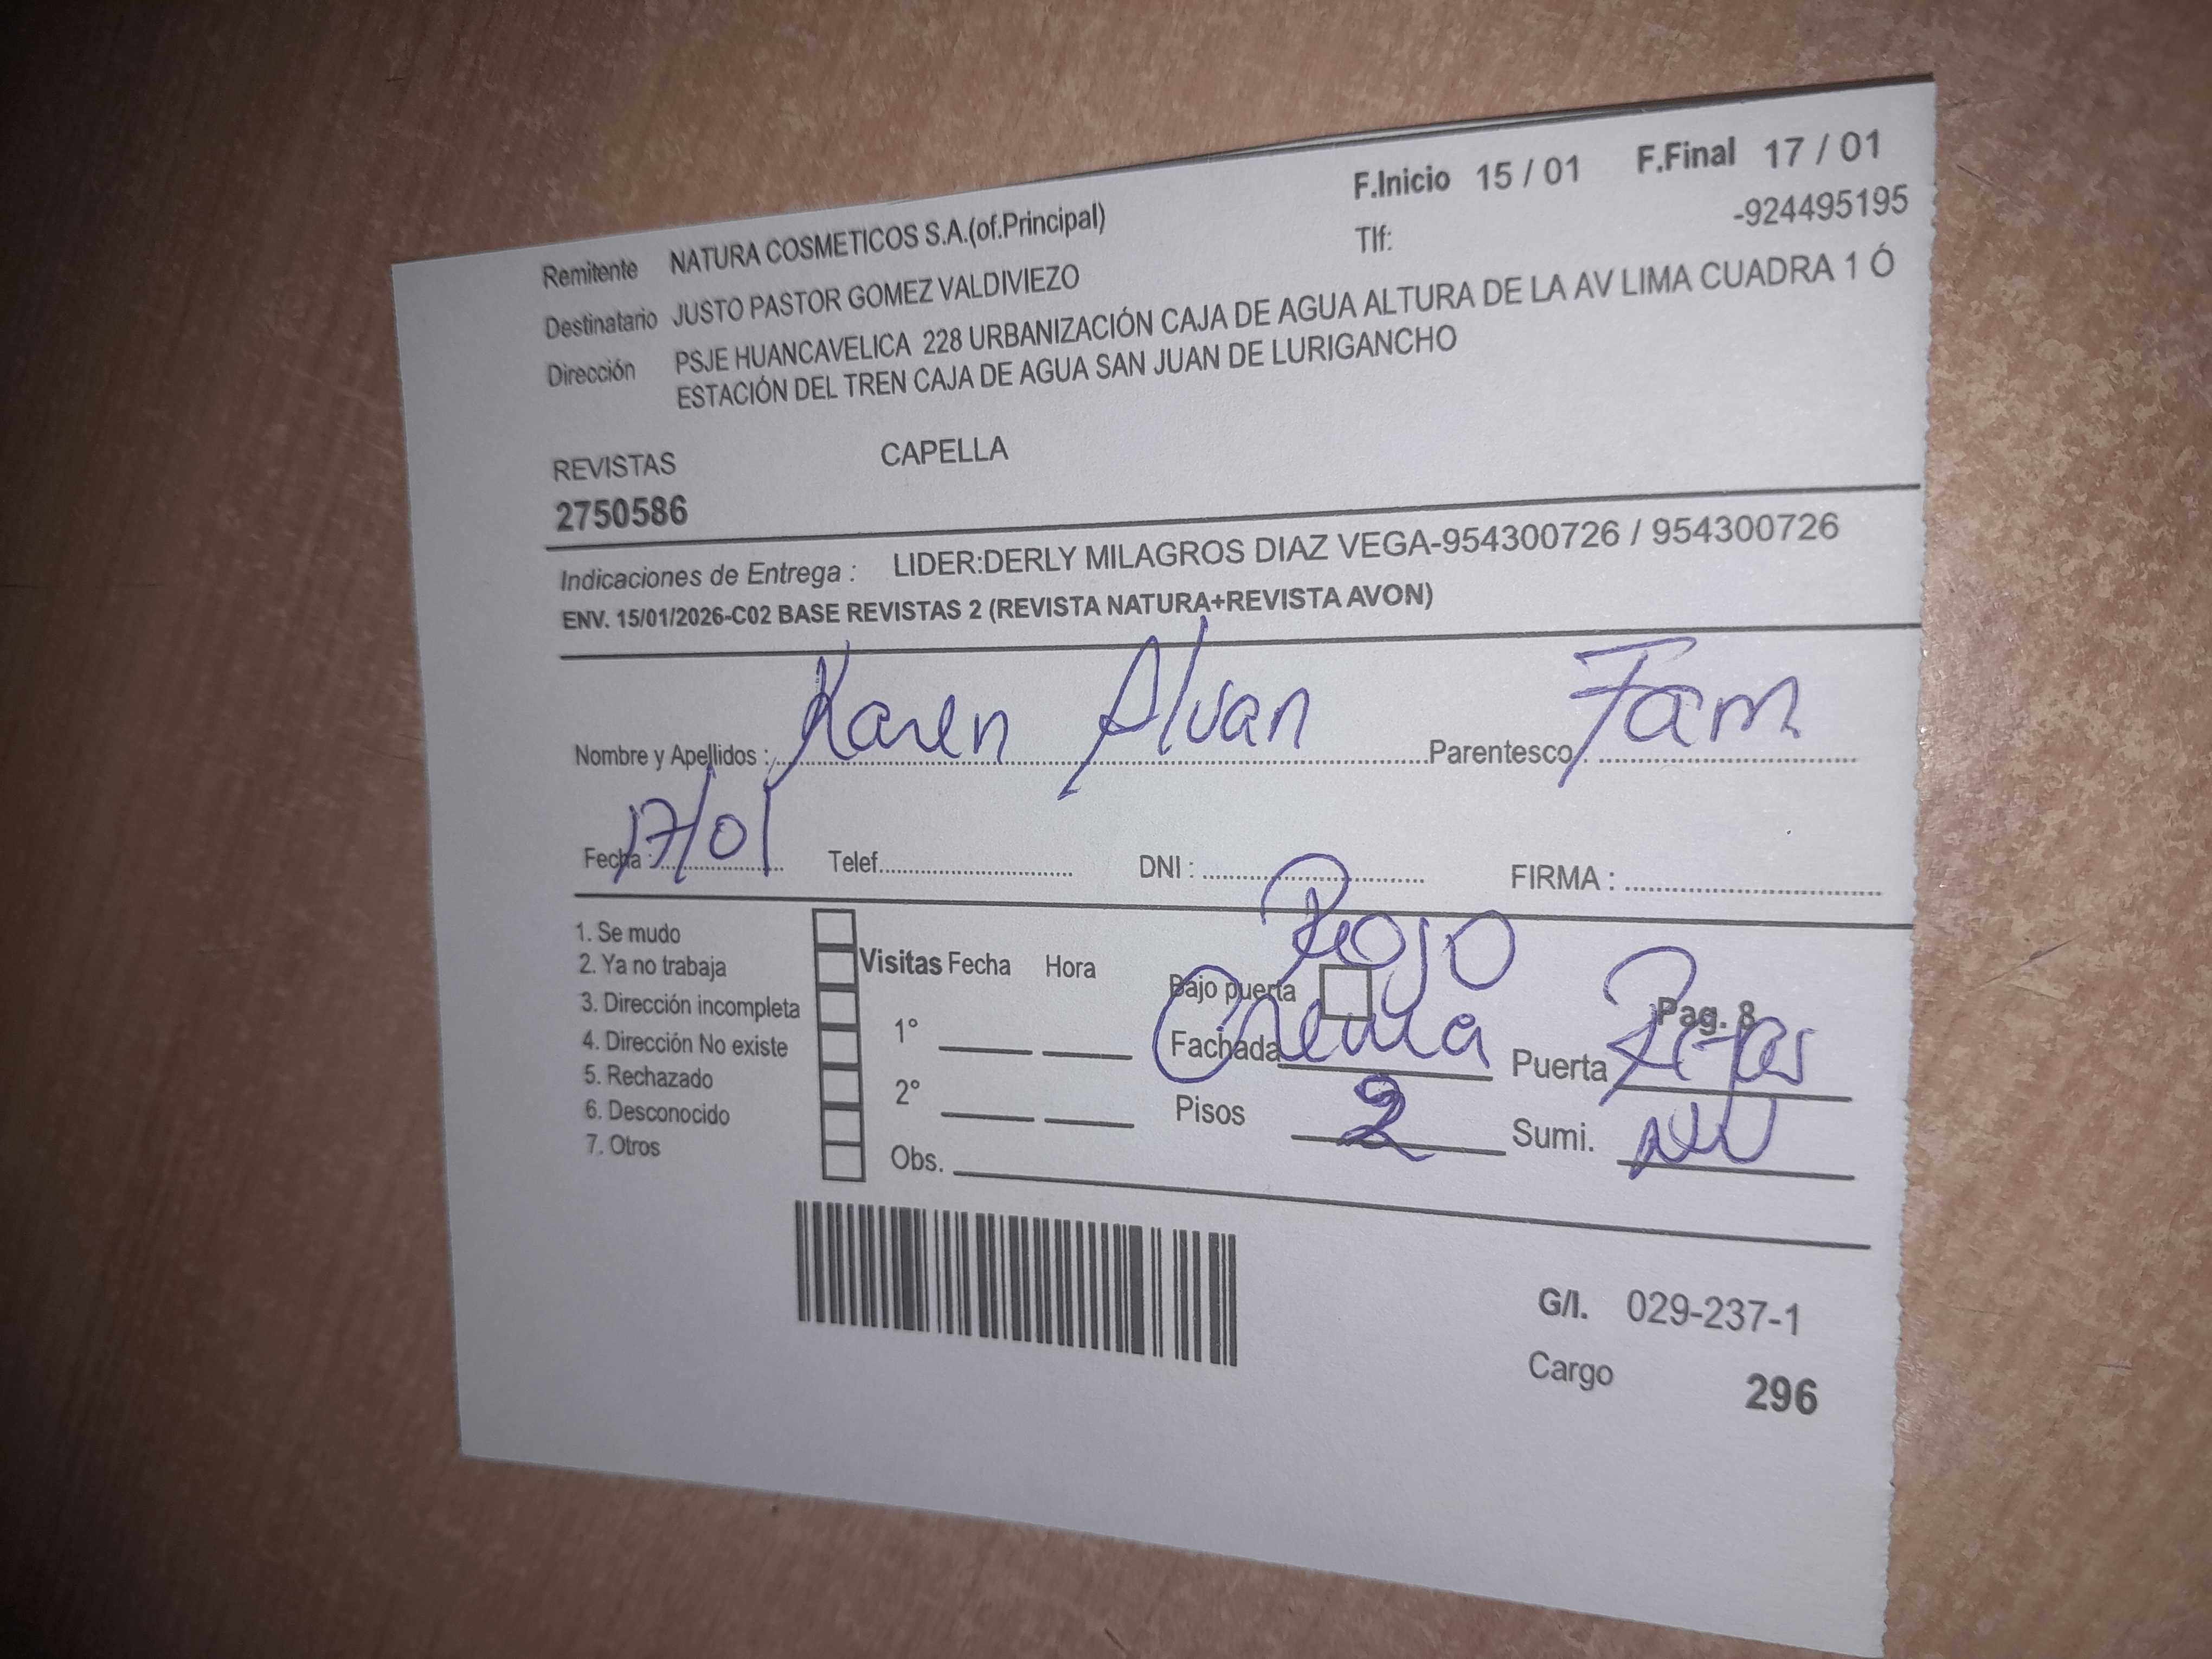 F.Inicio 15 / 01 F.Final 17 / 01
Remitente NATURA COSMETICOS S.A.(of.Principal) Tlf: -924495195
Destinatario JUSTO PASTOR GOMEZ VALDIVIEZO
Dirección PSJE HUANCAVELICA 228 URBANIZACIÓN CAJA DE AGUA ALTURA DE LA AV LIMA CUADRA 1 Ó
ESTACIÓN DEL TREN CAJA DE AGUA SAN JUAN DE LURIGANCHO
REVISTAS CAPELLA
2750586
Indicaciones de Entrega : LIDER:DERLY MILAGROS DIAZ VEGA-954300726 / 954300726
ENV. 15/01/2026-C02 BASE REVISTAS 2 (REVISTA NATURA+REVISTA AVON)
Nombre y Apellidos : Karen Alvan Parentesco : Fam.
Fecha : 17/01 Telef. DNI : FIRMA :
Rojo
1. Se mudo
2. Ya no trabaja
3. Dirección incompleta
4. Dirección No existe
5. Rechazado
6. Desconocido
7. Otros
Visitas Fecha Hora
1°
2°
Obs.
Bajo puerta
Pag. 8
Fachada Crema Puerta Rejas
Pisos 2 Sumi.
G/I. 029-237-1
Cargo 296